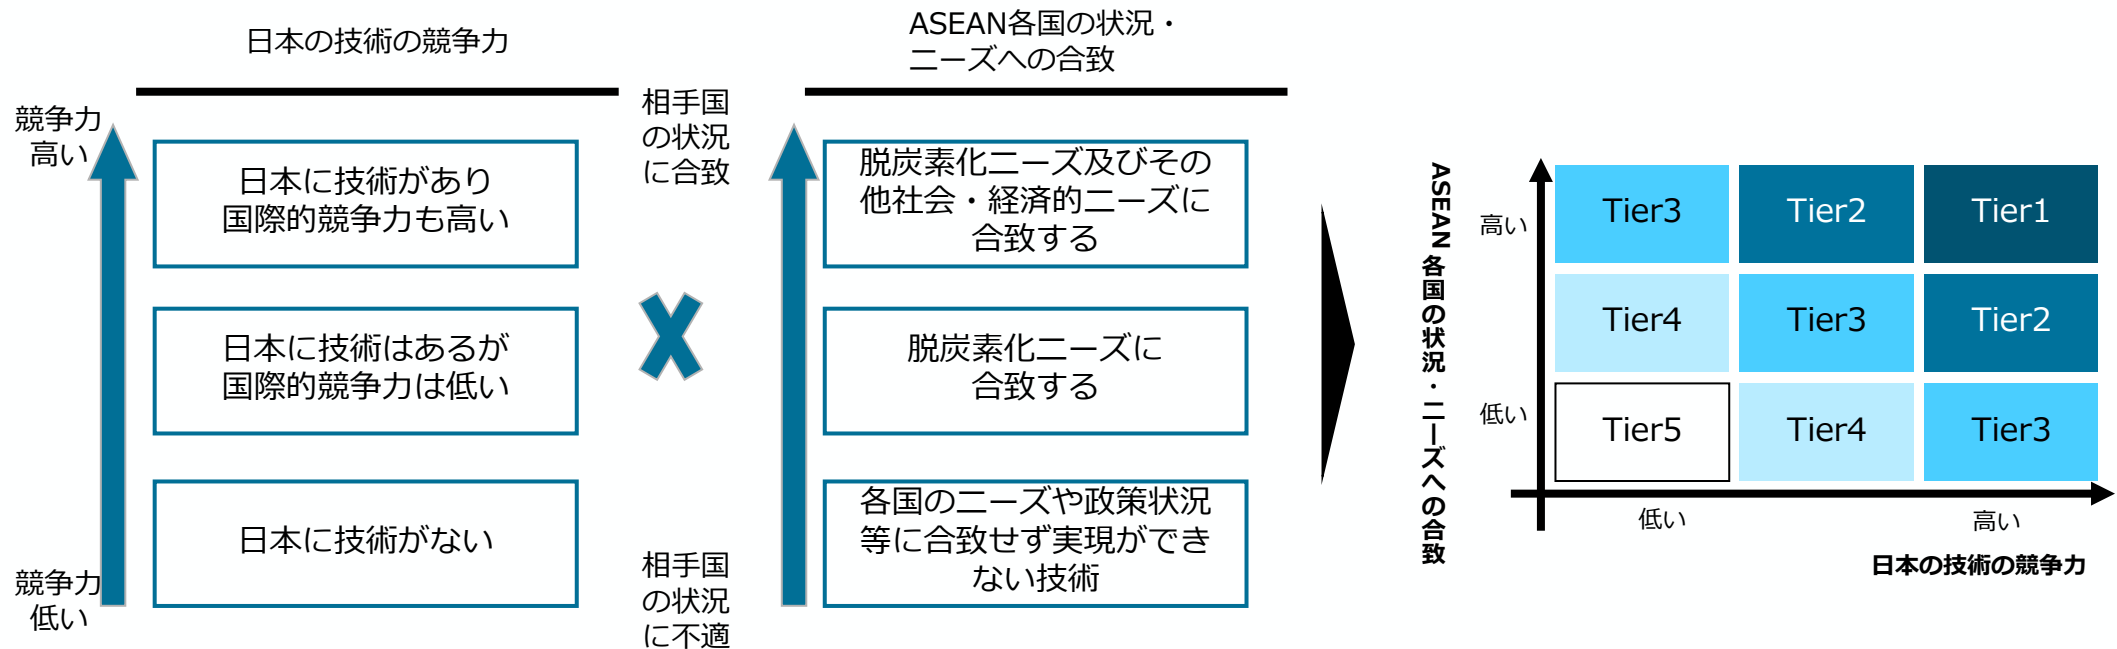 日本の技術の競争力
競争力
高い
日本に技術があり
国際的競争力も高い
日本に技術はあるが
国際的競争力は低い
日本に技術がない
競争力
低い
ASEAN各国の状況・
ニーズへの合致
相手国
の状況
に合致
脱炭素化ニーズ及びその
他社会・経済的ニーズに
合致する
脱炭素化ニーズに
合致する
各国のニーズや政策状況
等に合致せず実現ができ
ない技術
相手国
の状況
に不適
ASEAN各国の状況・ニーズへの合致
高い
低い
Tier3
Tier2
Tier1
Tier4
Tier3
Tier2
Tier5
Tier4
Tier3
低い
高い
日本の技術の競争力